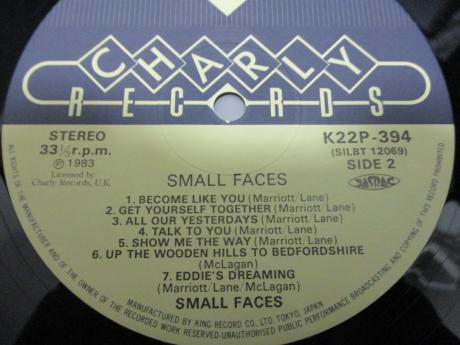 CHARLY
RECORDS
STEREO
33⅓ r.p.m.
Ⓟ 1983
Licensed by
Charly Records, U.K.
K22P-394
(SILBT 12069)
SIDE 2
JASRAC
SMALL FACES
1. BECOME LIKE YOU (Marriott/Lane)
2. GET YOURSELF TOGETHER (Marriott/Lane)
3. ALL OUR YESTERDAYS (Marriott/Lane)
4. TALK TO YOU (Marriott/Lane)
5. SHOW ME THE WAY (Marriott/Lane)
6. UP THE WOODEN HILLS TO BEDFORDSHIRE
(McLagan)
7. EDDIE'S DREAMING
(Marriott/Lane/McLagan)
SMALL FACES
MANUFACTURED BY KING RECORD CO., LTD. TOKYO, JAPAN
ALL RIGHTS OF THE MANUFACTURER AND OF THE OWNER OF THE RECORDED WORK RESERVED-UNAUTHORISED PUBLIC PERFORMANCE BROADCASTING AND COPYING OF THIS RECORD PROHIBITED